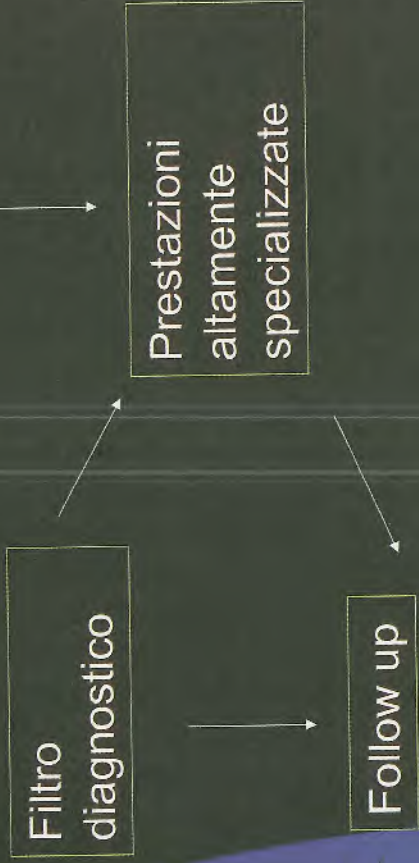 Filtro
diagnostico
Prestazioni
altamente
specializzate
Follow up